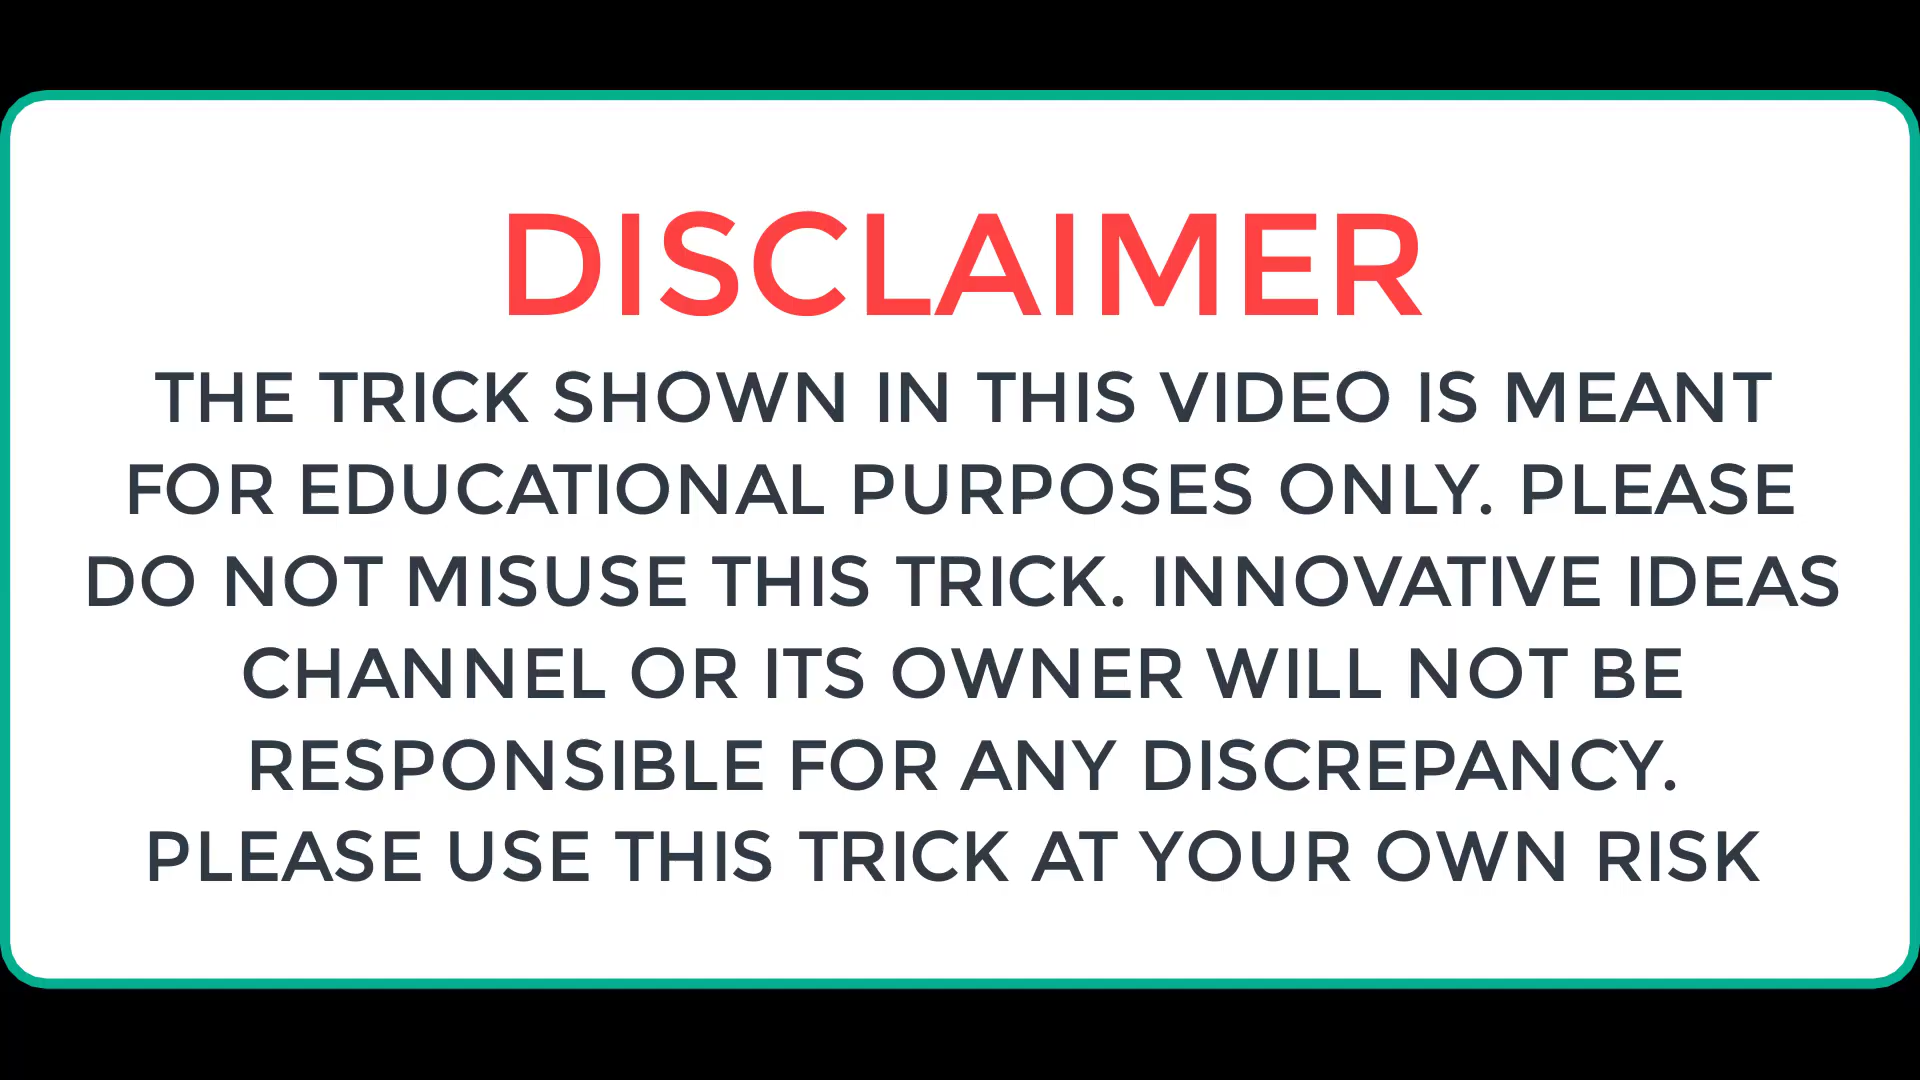 DISCLAIMER
THE TRICK SHOWN IN THIS VIDEO IS MEANT
FOR EDUCATIONAL PURPOSES ONLY. PLEASE
DO NOT MISUSE THIS TRICK. INNOVATIVE IDEAS
CHANNEL OR ITS OWNER WILL NOT BE
RESPONSIBLE FOR ANY DISCREPANCY.
PLEASE USE THIS TRICK AT YOUR OWN RISK